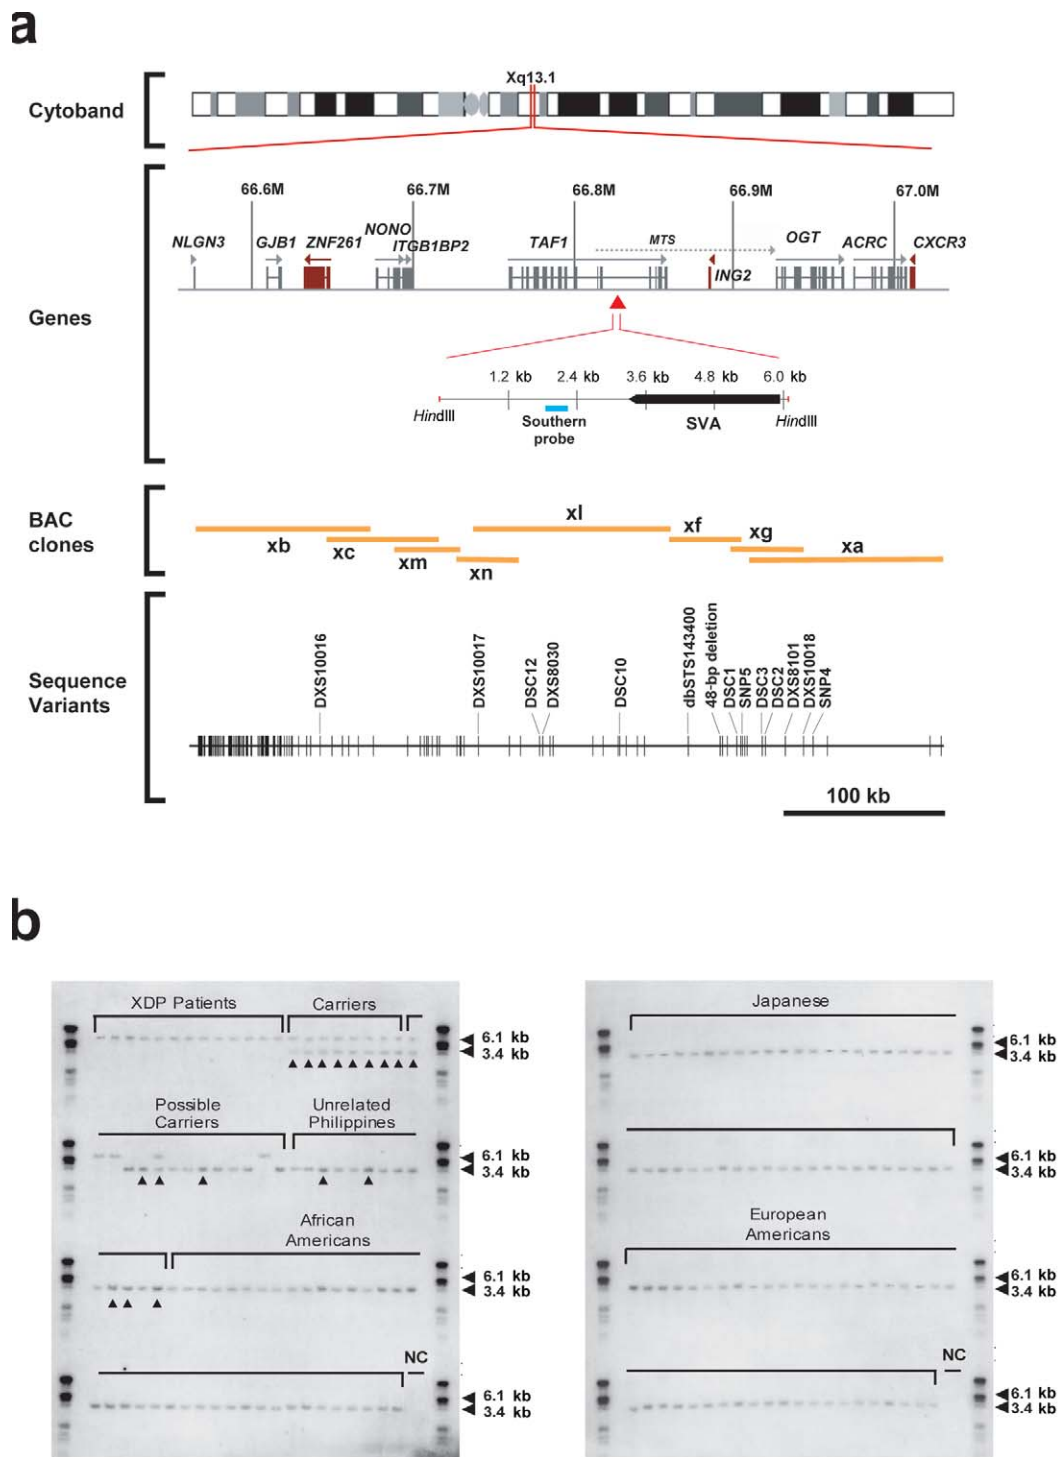 a
Xq13.1
Cytoband
66.6M 66.7M 66.8M 66.9M 67.0M
NLGN3 GJB1 ZNF261 NONO ITGB1BP2 TAF1 MTS ING2 OGT ACRC CXCR3
Genes
1.2 kb 2.4 kb 3.6 kb 4.8 kb 6.0 kb
HindIII Southern probe SVA HindIII
BAC clones
xb xc xm xn xl xf xg xa
Sequence Variants
DXS10016 DXS10017 DSC12 DXS8030 DSC10 dbSTS143400 48-bp deletion DSC1 SNP5 DSC3 DSC2 DXS8101 DXS10018 SNP4
100 kb
b
XDP Patients Carriers
6.1 kb
3.4 kb
Possible Carriers Unrelated Philippines
6.1 kb
3.4 kb
African Americans
6.1 kb
3.4 kb
NC
6.1 kb
3.4 kb
Japanese
6.1 kb
3.4 kb
6.1 kb
3.4 kb
European Americans
6.1 kb
3.4 kb
NC
6.1 kb
3.4 kb